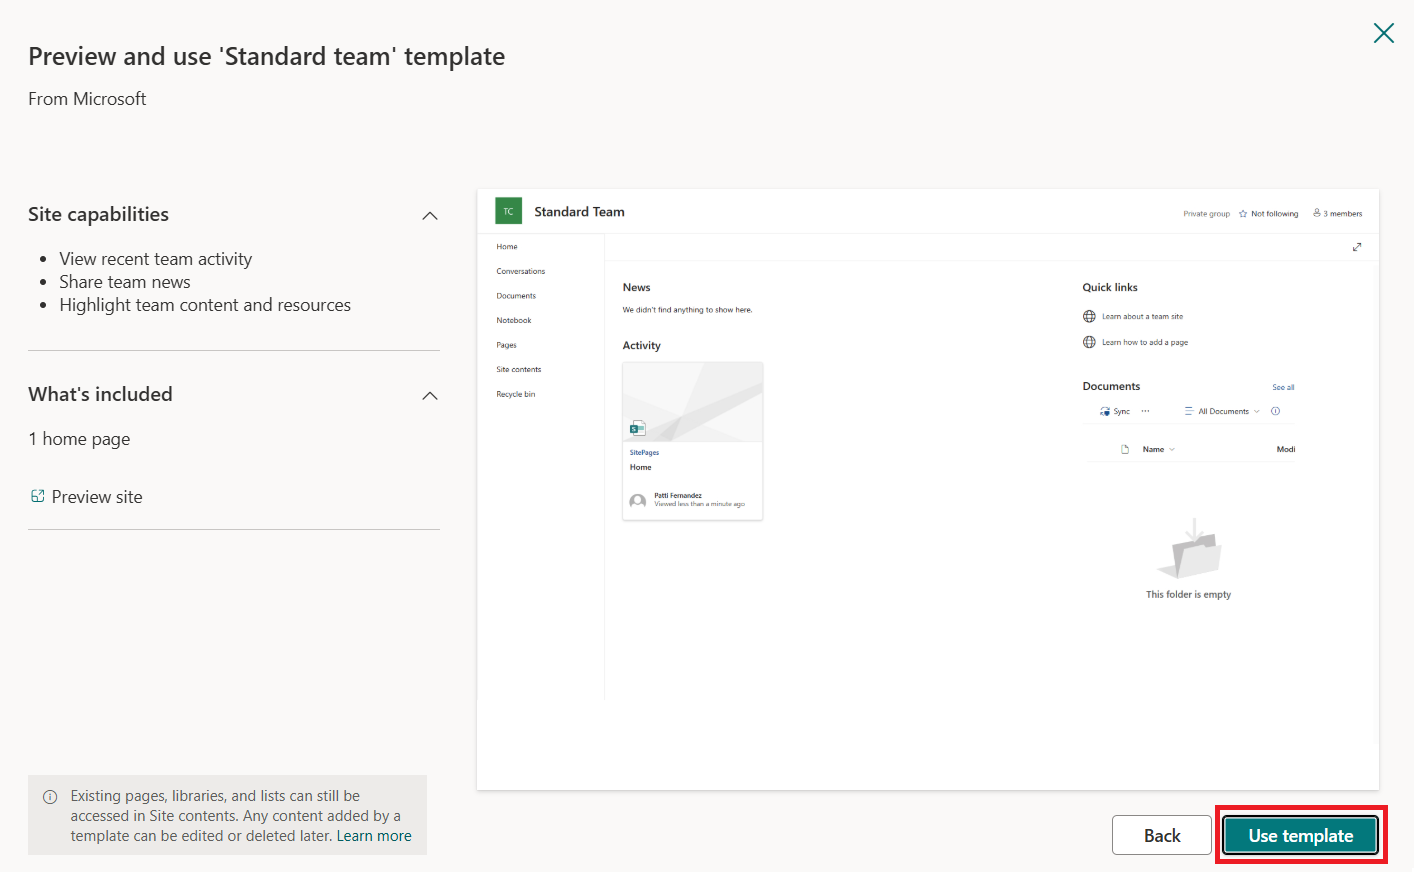 Preview and use 'Standard team' template
From Microsoft
Site capabilities
View recent team activity
Share team news
Highlight team content and resources
What's included
1 home page
Preview site
Existing pages, libraries, and lists can still be
accessed in Site contents. Any content added by a
template can be edited or deleted later. Learn more
TC Standard Team
Private group Not following 3 members
Home
Conversations
Documents
Notebook
Pages
Site contents
Recycle bin
News
We didn't find anything to show here.
Activity
S
SitePages
Home
Patti Fernandez
Viewed less than a minute ago
Quick links
Learn about a team site
Learn how to add a page
Documents See all
Sync ··· All Documents
Name Modi
This folder is empty
Back Use template